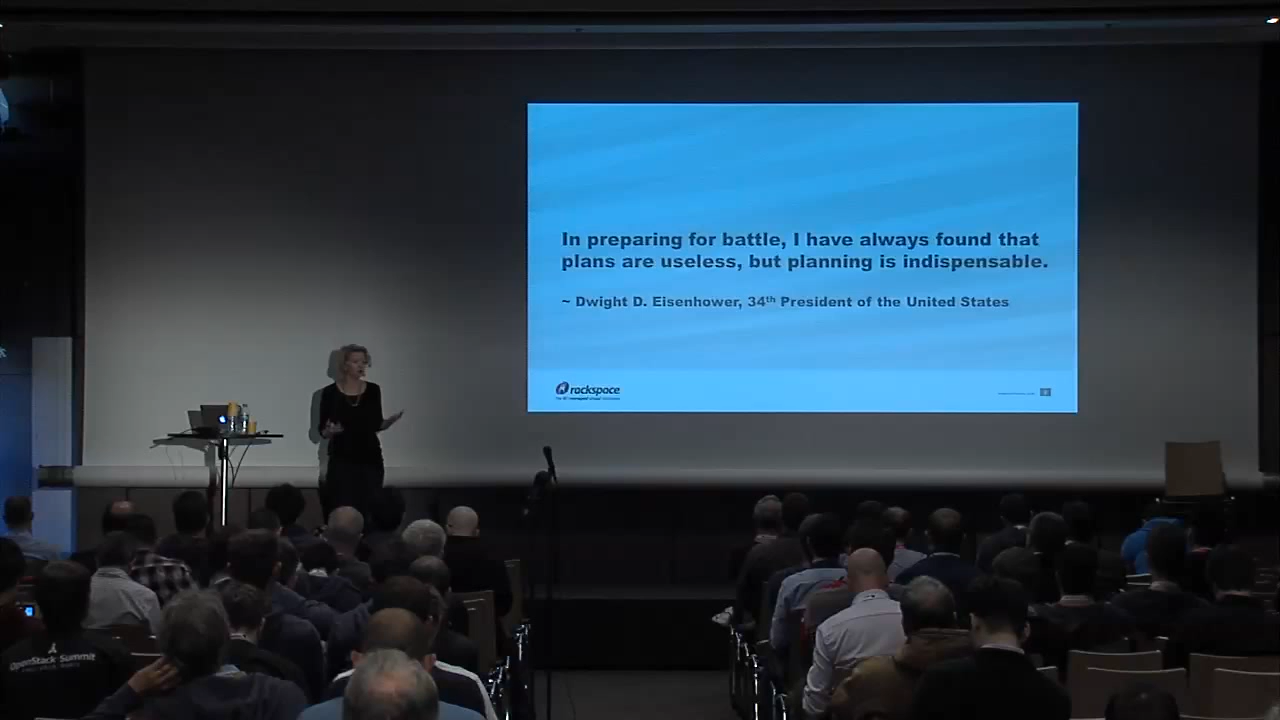 In preparing for battle, I have always found that
plans are useless, but planning is indispensable.
~ Dwight D. Eisenhower, 34th President of the United States
rackspace
OpenStack Summit